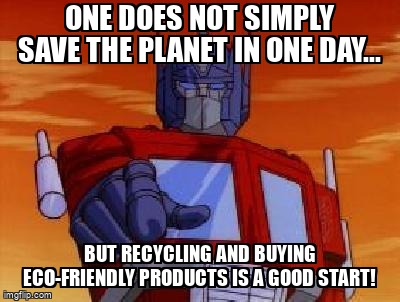 ONE DOES NOT SIMPLY
SAVE THE PLANET IN ONE DAY...
BUT RECYCLING AND BUYING
ECO-FRIENDLY PRODUCTS IS A GOOD START!
imgflip.com